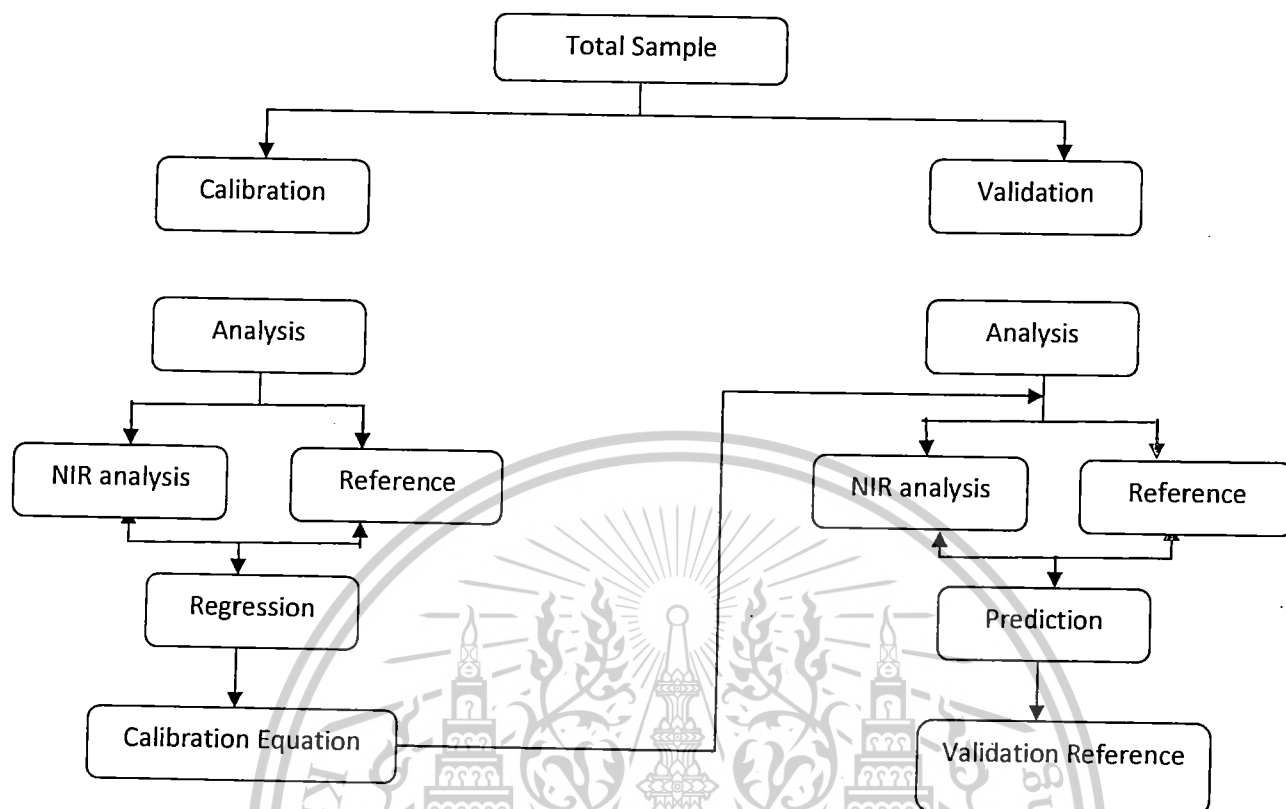 Total Sample
Calibration
Validation
Analysis
Analysis
NIR analysis
Reference
NIR analysis
Reference
Regression
Prediction
Calibration Equation
Validation Reference